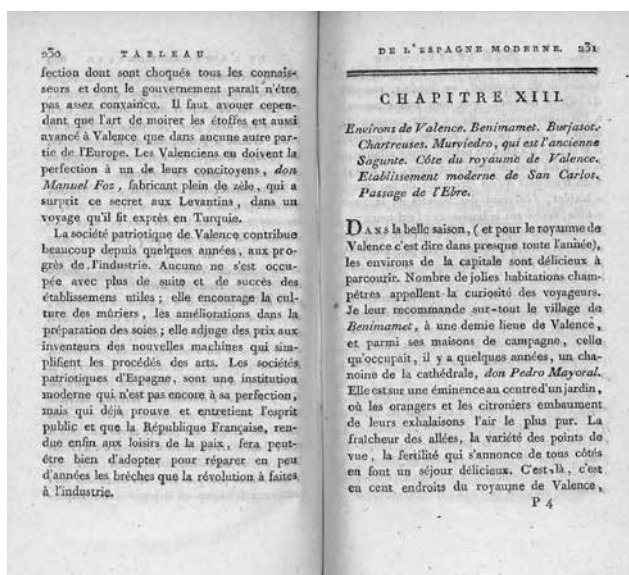 230 TABLEAU
fection dont sont choqués tous les connais-
seurs et dont le gouvernement paraît n'être
pas assez convaincu. Il faut avouer cepen-
dant que l'art de moirer les étoffes est aussi
avancé à Valence que dans aucune autre par-
tie de l'Europe. Les Valenciens en doivent la
perfection à un de leurs concitoyens, don
Manuel Foz, fabricant plein de zèle, qui a
surprit ce secret aux Levantins, dans un
voyage qu'il fit exprès en Turquie.
La société patriotique de Valence contribue
beaucoup depuis quelques années, aux pro-
grès de l'industrie. Aucune ne s'est occu-
pée avec plus de suite et de succès des
établissemens utiles ; elle encourage la cul-
ture des mûriers, les améliorations dans la
préparation des soies ; elle adjuge des prix aux
inventeurs des nouvelles machines qui sim-
plifient les procédés des arts. Les sociétés
patriotiques d'Espagne, sont une institution
moderne qui n'est pas encore à sa perfection,
mais qui déjà prouve et entretient l'esprit
public et que la République Française, ren-
due enfin aux loisirs de la paix, fera peut-
être bien d'adopter pour réparer en peu
d'années les brèches que la révolution à faites
à l'industrie.
DE L'ESPAGNE MODERNE. 231
CHAPITRE XIII.
Environs de Valence. Benimamet. Burjasot.
Chartreuses. Murviedro, qui est l'ancienne
Sagunte. Côte du royaume de Valence.
Etablissement moderne de San Carlos.
Passage de l'Ebre.
DANS la belle saison, (et pour le royaume de
Valence c'est dire dans presque toute l'année),
les environs de la capitale sont délicieux à
parcourir. Nombre de jolies habitations cham-
pêtres appellent la curiosité des voyageurs.
Je leur recommande sur-tout le village de
Benimamet, à une demie lieue de Valence,
et parmi ses maisons de campagne, celle
qu'occupait, il y a quelques années, un cha-
noine de la cathédrale, don Pedro Mayoral.
Elle est sur une éminence au centre d'un jardin,
où les orangers et les citroniers embaument
de leurs exhalaisons l'air le plus pur. La
fraîcheur des allées, la variété des points de
vue, la fertilité qui s'annonce de tous côtés
en font un séjour délicieux. C'est là, c'est
en cent endroits du royaume de Valence,
P 4